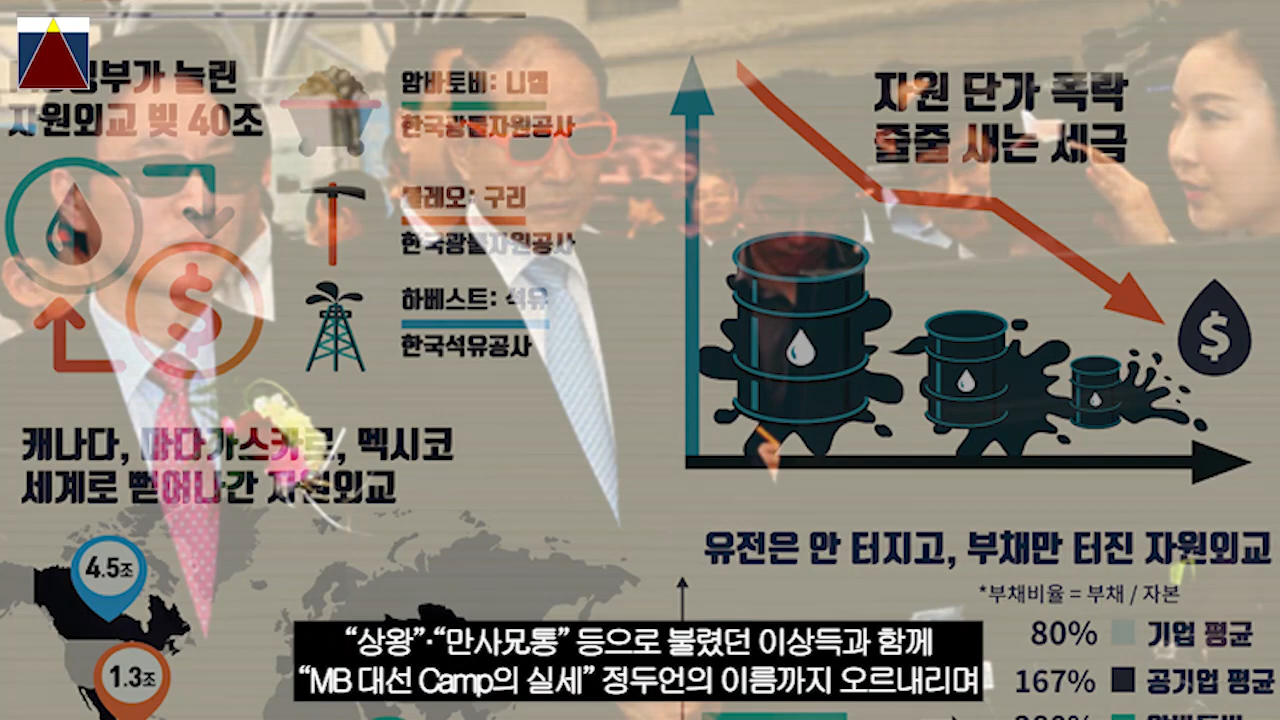 정부가 늘린
자원외교 빚 40조
암바토비: 니켈
한국광물자원공사
볼레오: 구리
한국광물자원공사
하베스트: 석유
한국석유공사
자원 단가 폭락
줄줄 새는 세금
캐나다, 마다가스카르, 멕시코
세계로 뻗어나간 자원외교
4.5조
1.3조
유전은 안 터지고, 부채만 터진 자원외교
*부채비율 = 부채 / 자본
80% 기업 평균
167% 공기업 평균
“상왕”·“만사兄통” 등으로 불렸던 이상득과 함께
“MB 대선 Camp의 실세” 정두언의 이름까지 오르내리며